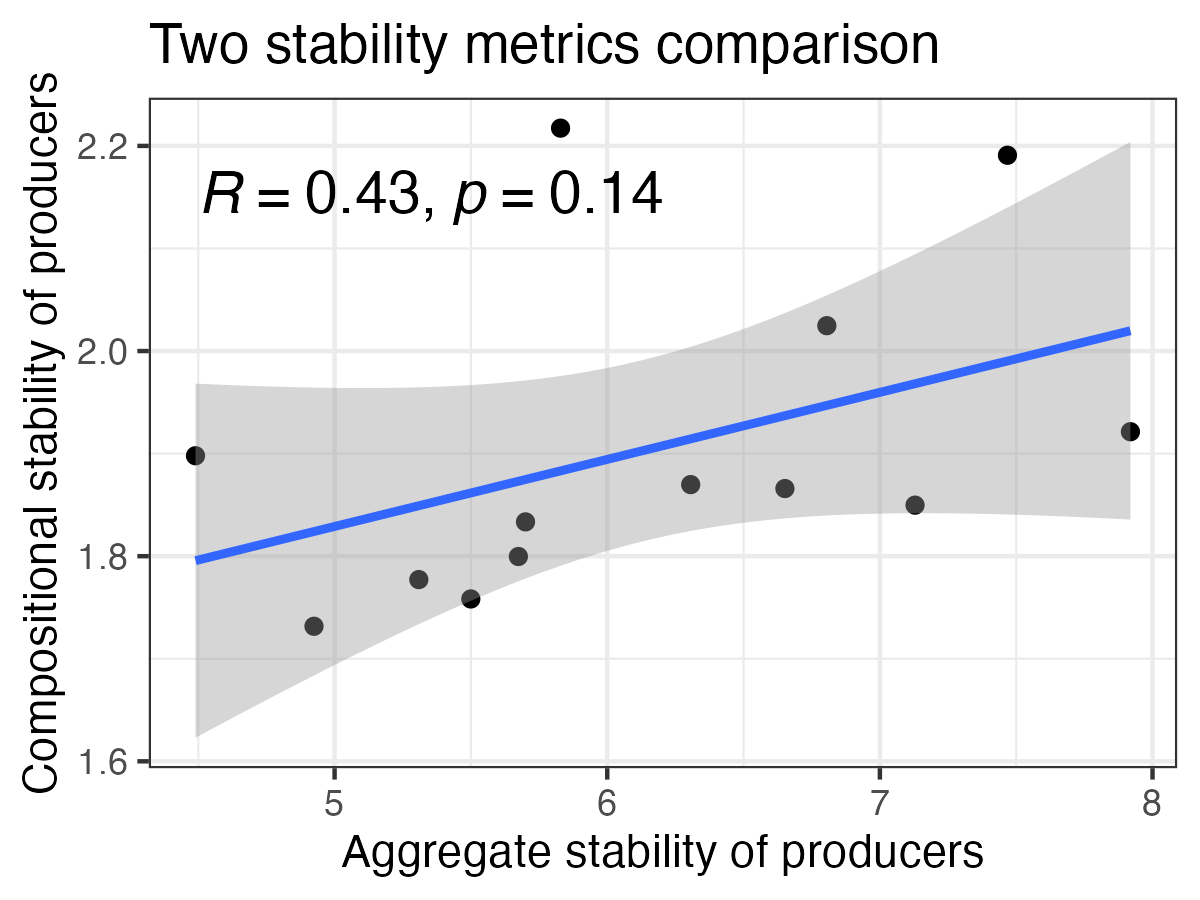 Two stability metrics comparison
Compositional stability of producers
2.2
2.0
1.8
1.6
R = 0.43, p = 0.14
5
6
7
8
Aggregate stability of producers